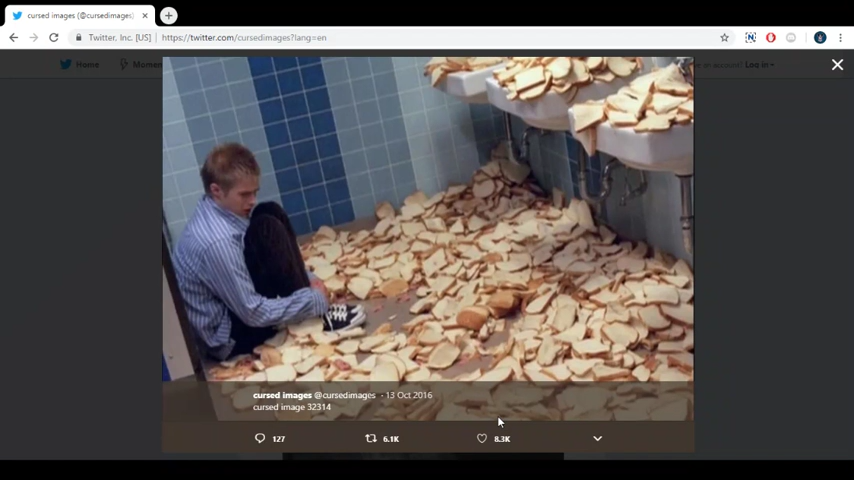 cursed images (@cursedimages)
Twitter, Inc. [US]
https://twitter.com/cursedimages?lang=en
Home
Momen
Log in
cursed images @cursedimages - 13 Oct 2016
cursed image 32314
127
6.1K
8.3K